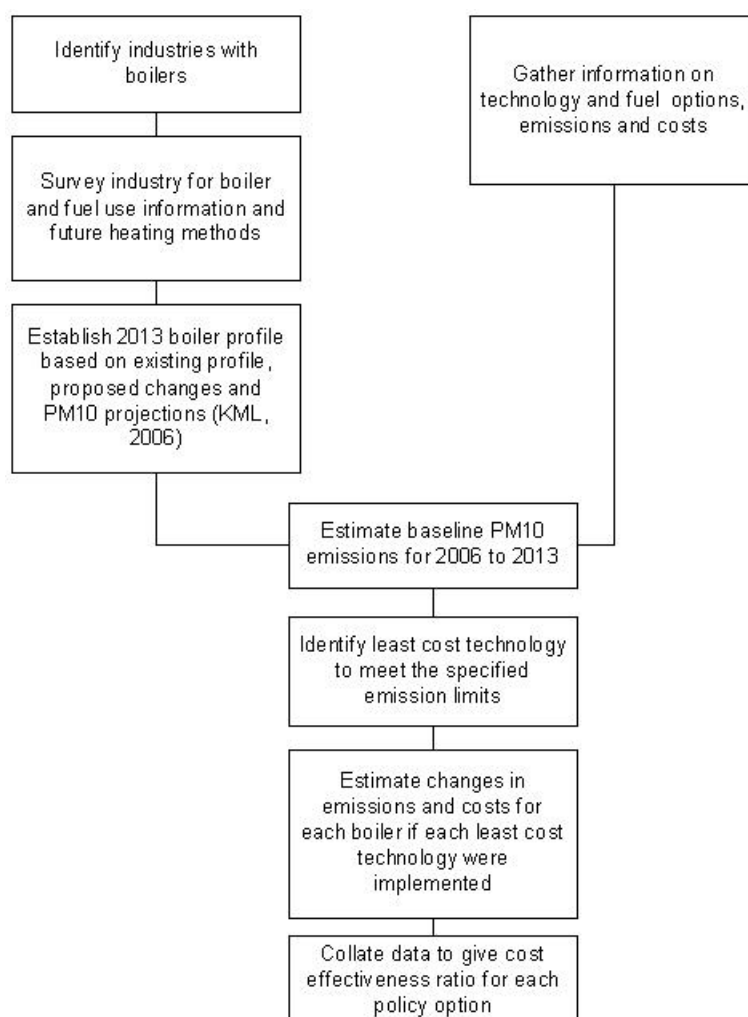 Identify industries with
boilers
Gather information on
technology and fuel options,
emissions and costs
Survey industry for boiler
and fuel use information and
future heating methods
Establish 2013 boiler profile
based on existing profile,
proposed changes and
PM10 projections (KML,
2006)
Estimate baseline PM10
emissions for 2006 to 2013
Identify least cost technology
to meet the specified
emission limits
Estimate changes in
emissions and costs for
each boiler if each least cost
technology were
implemented
Collate data to give cost
effectiveness ratio for each
policy option